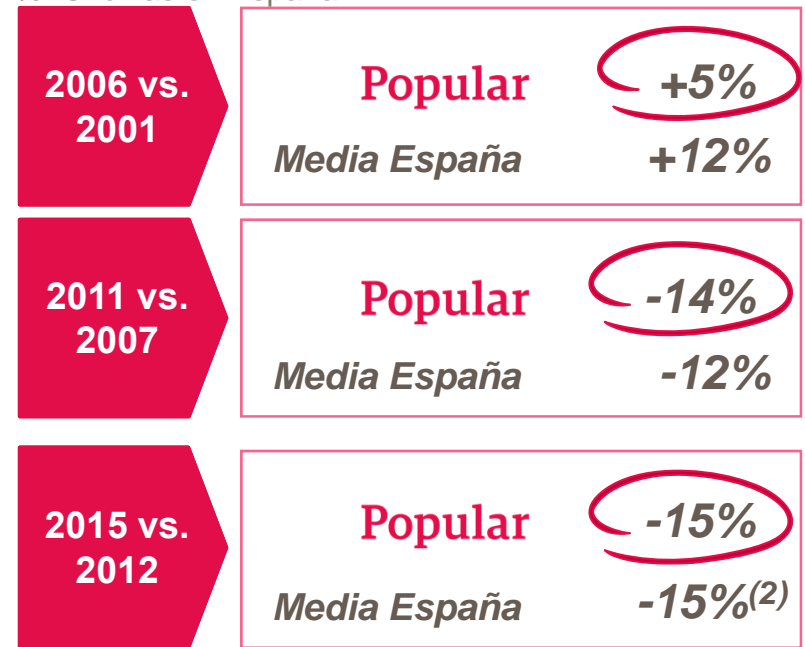 2006 vs.
2001
Popular +5%
Media España +12%
2011 vs.
2007
Popular -14%
Media España -12%
2015 vs.
2012
Popular -15%
Media España -15%(2)